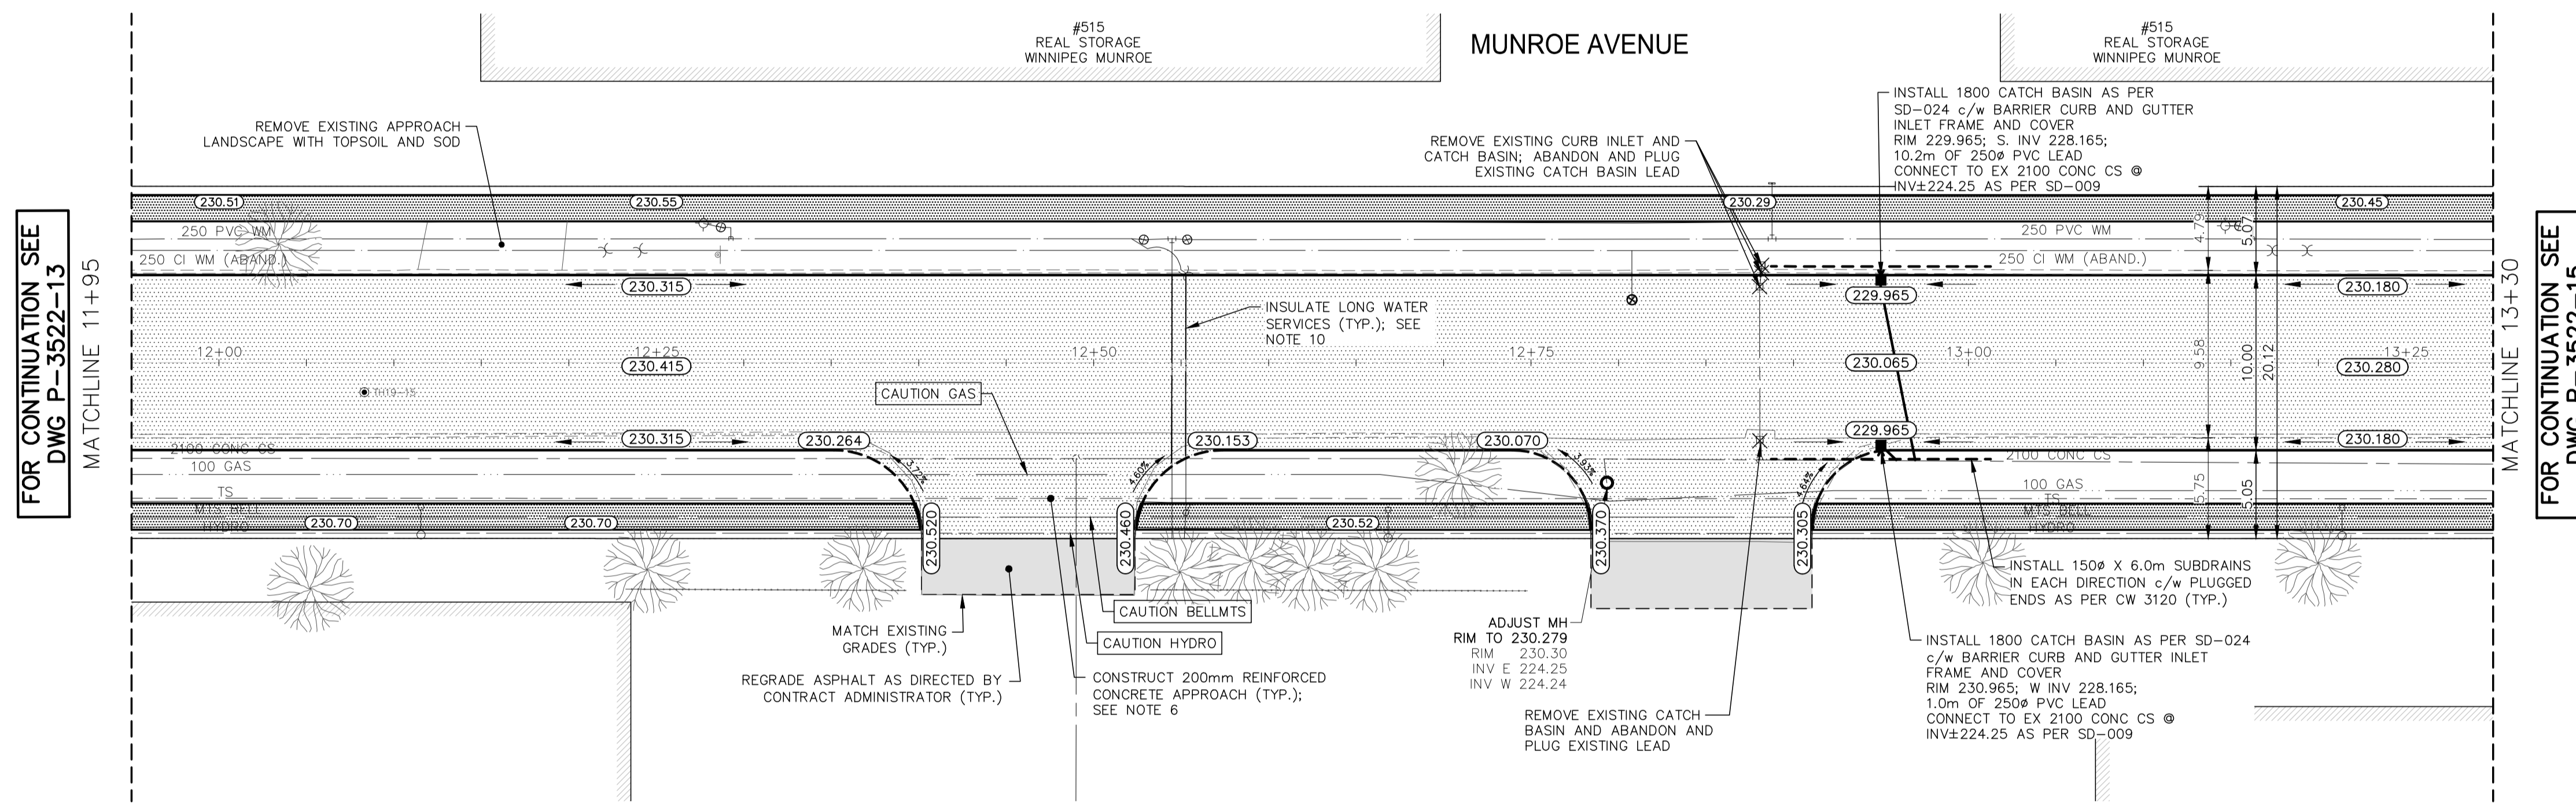 #515
REAL STORAGE
WINNIPEG MUNROE
MUNROE AVENUE
#515
REAL STORAGE
WINNIPEG MUNROE
REMOVE EXISTING APPROACH
LANDSCAPE WITH TOPSOIL AND SOD
REMOVE EXISTING CURB INLET AND
CATCH BASIN; ABANDON AND PLUG
EXISTING CATCH BASIN LEAD
INSTALL 1800 CATCH BASIN AS PER
SD-024 c/w BARRIER CURB AND GUTTER
INLET FRAME AND COVER
RIM 229.965; S. INV 228.165;
10.2m OF 250ø PVC LEAD
CONNECT TO EX 2100 CONC CS @
INV±224.25 AS PER SD-009
FOR CONTINUATION SEE
DWG P-3522-13
MATCHLINE 11+95
230.51
230.55
230.29
230.45
250 PVC WM
250 PVC WM
250 CI WM (ABAND.)
250 CI WM (ABAND.)
4.79
5.07
230.315
229.965
230.180
INSULATE LONG WATER
SERVICES (TYP.); SEE
NOTE 10
12+00
12+25
12+50
12+75
13+00
13+25
230.415
230.065
230.280
9.58
10.00
20.12
TH19-15
CAUTION GAS
230.315
230.264
230.153
230.070
229.965
230.180
2100 CONC CS
2100 CONC CS
100 GAS
100 GAS
3.72%
4.60%
3.93%
4.64%
TS
TS
MTS BELL
MTS BELL
HYDRO
HYDRO
5.75
5.05
230.70
230.70
230.52
230.520
230.460
230.370
230.305
MATCHLINE 13+30
FOR CONTINUATION SEE
DWG P-3522-15
CAUTION BELLMTS
CAUTION HYDRO
MATCH EXISTING
GRADES (TYP.)
REGRADE ASPHALT AS DIRECTED BY
CONTRACT ADMINISTRATOR (TYP.)
CONSTRUCT 200mm REINFORCED
CONCRETE APPROACH (TYP.);
SEE NOTE 6
ADJUST MH
RIM TO 230.279
RIM 230.30
INV E 224.25
INV W 224.24
REMOVE EXISTING CATCH
BASIN AND ABANDON AND
PLUG EXISTING LEAD
INSTALL 150ø X 6.0m SUBDRAINS
IN EACH DIRECTION c/w PLUGGED
ENDS AS PER CW 3120 (TYP.)
INSTALL 1800 CATCH BASIN AS PER SD-024
c/w BARRIER CURB AND GUTTER INLET
FRAME AND COVER
RIM 230.965; W INV 228.165;
1.0m OF 250ø PVC LEAD
CONNECT TO EX 2100 CONC CS @
INV±224.25 AS PER SD-009